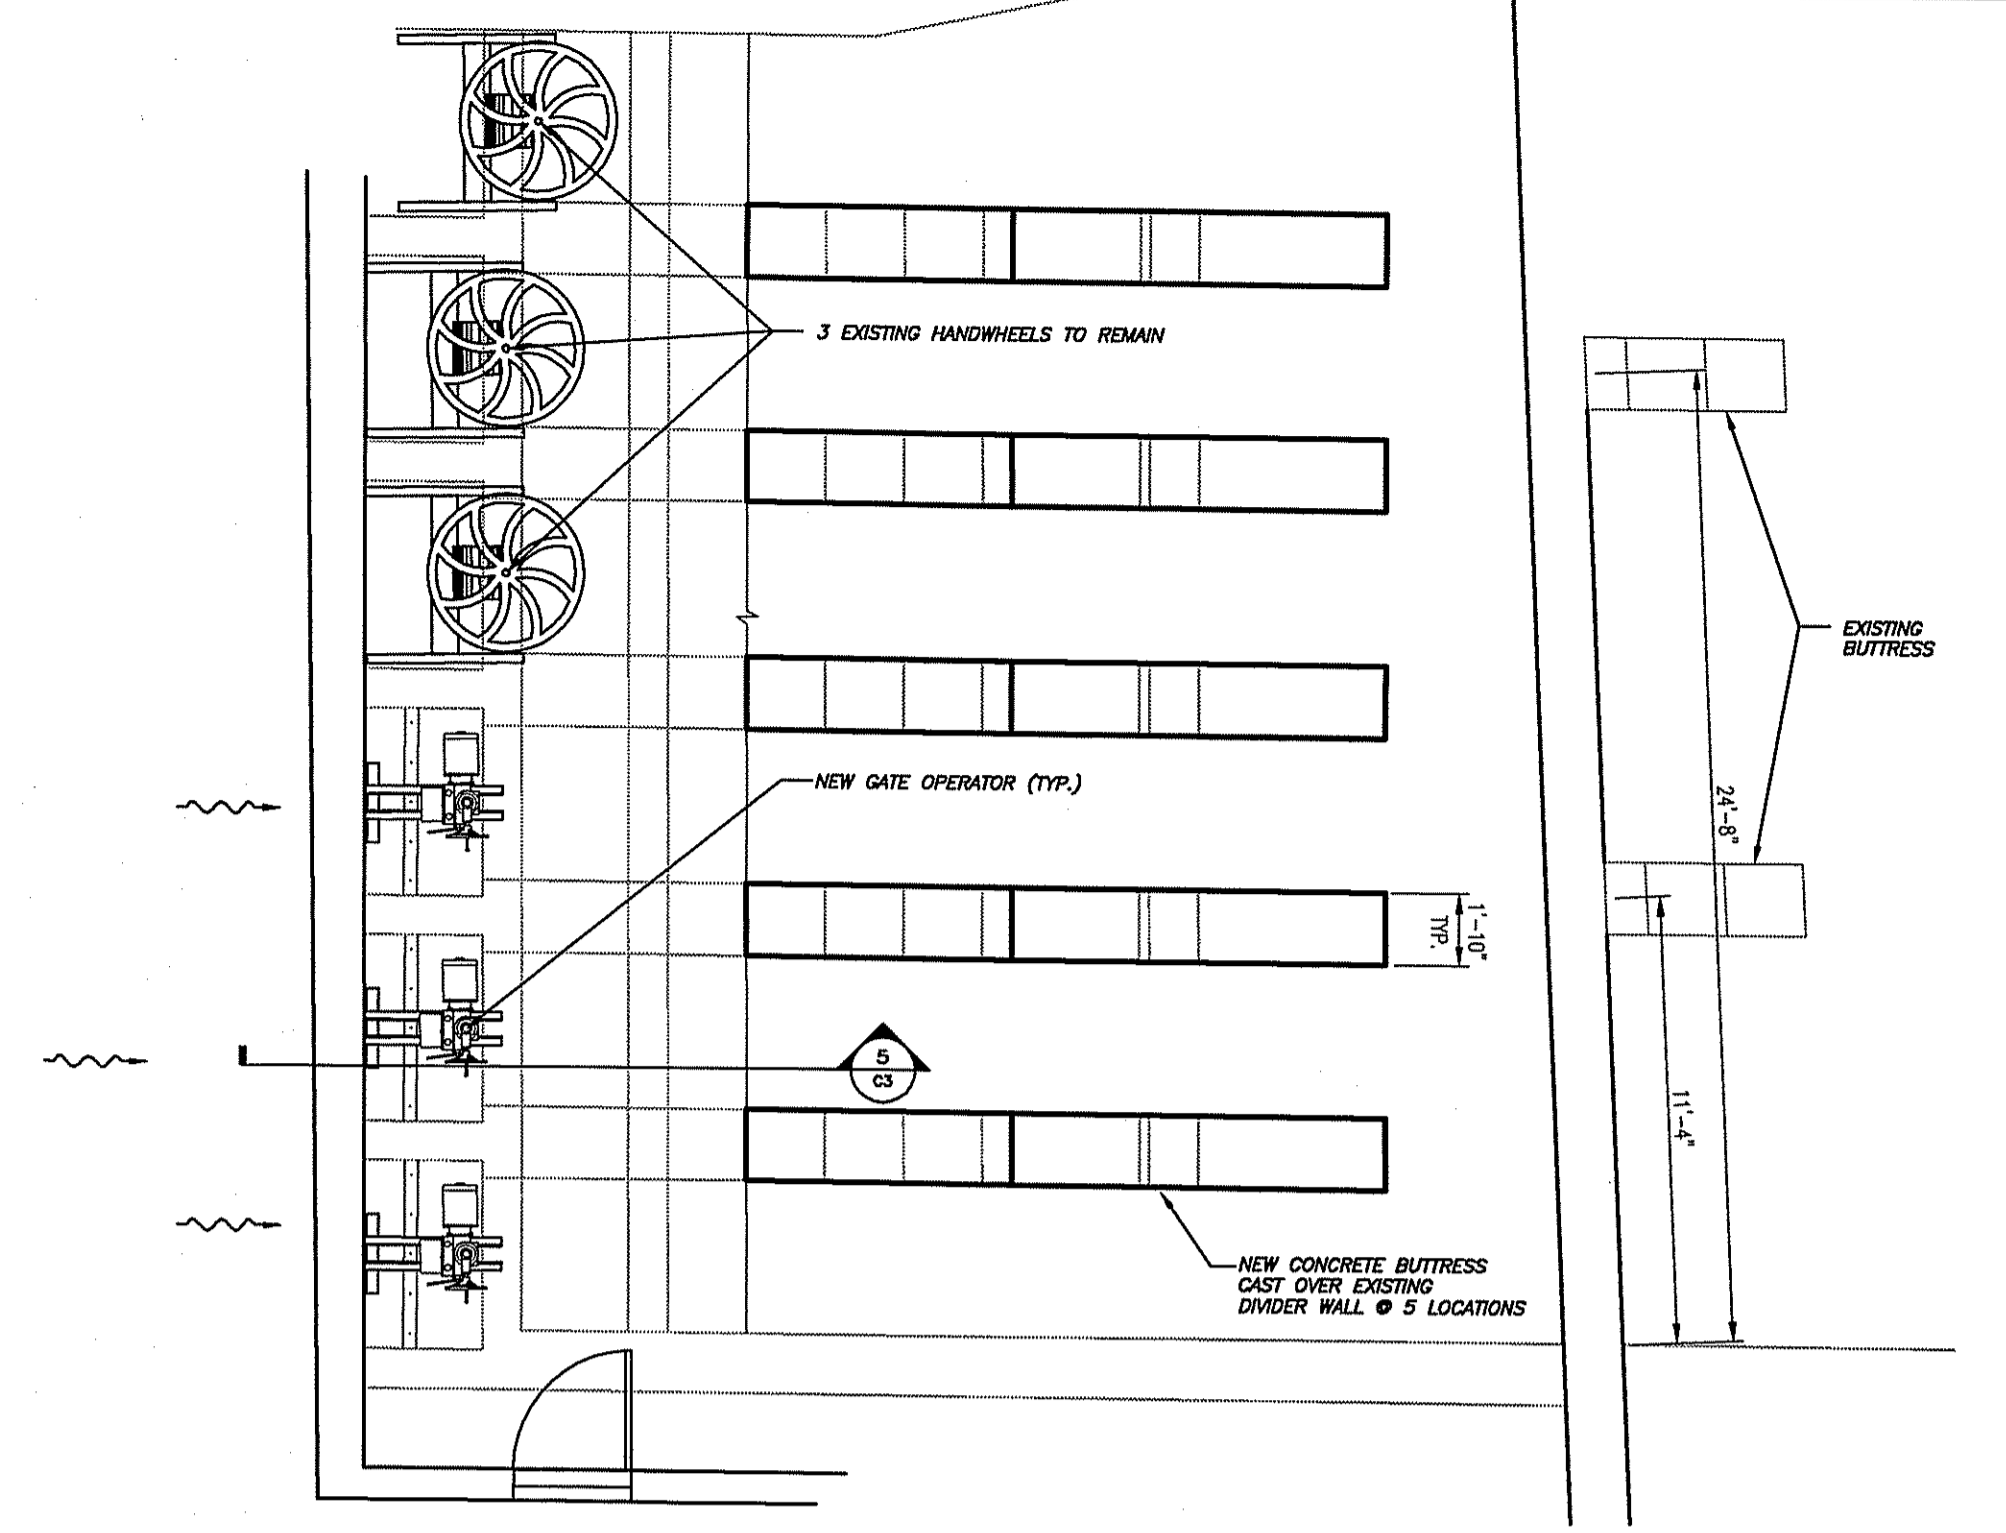 3 EXISTING HANDWHEELS TO REMAIN
EXISTING
BUTTRESS
NEW GATE OPERATOR (TYP.)
24'-8"
1'-10"
TYP.
5
C3
11'-4"
NEW CONCRETE BUTTRESS
CAST OVER EXISTING
DIVIDER WALL @ 5 LOCATIONS